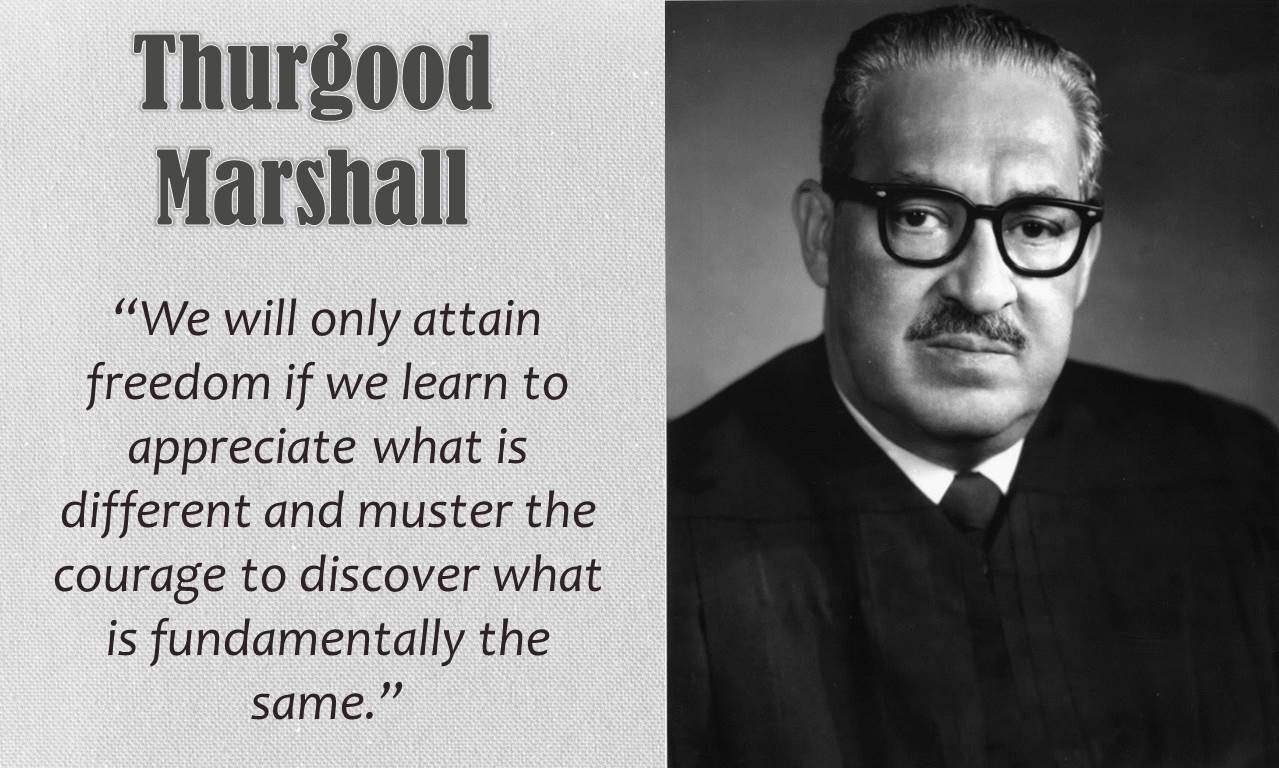 Thurgood
Marshall
“We will only attain
freedom if we learn to
appreciate what is
different and muster the
courage to discover what
is fundamentally the
same.”